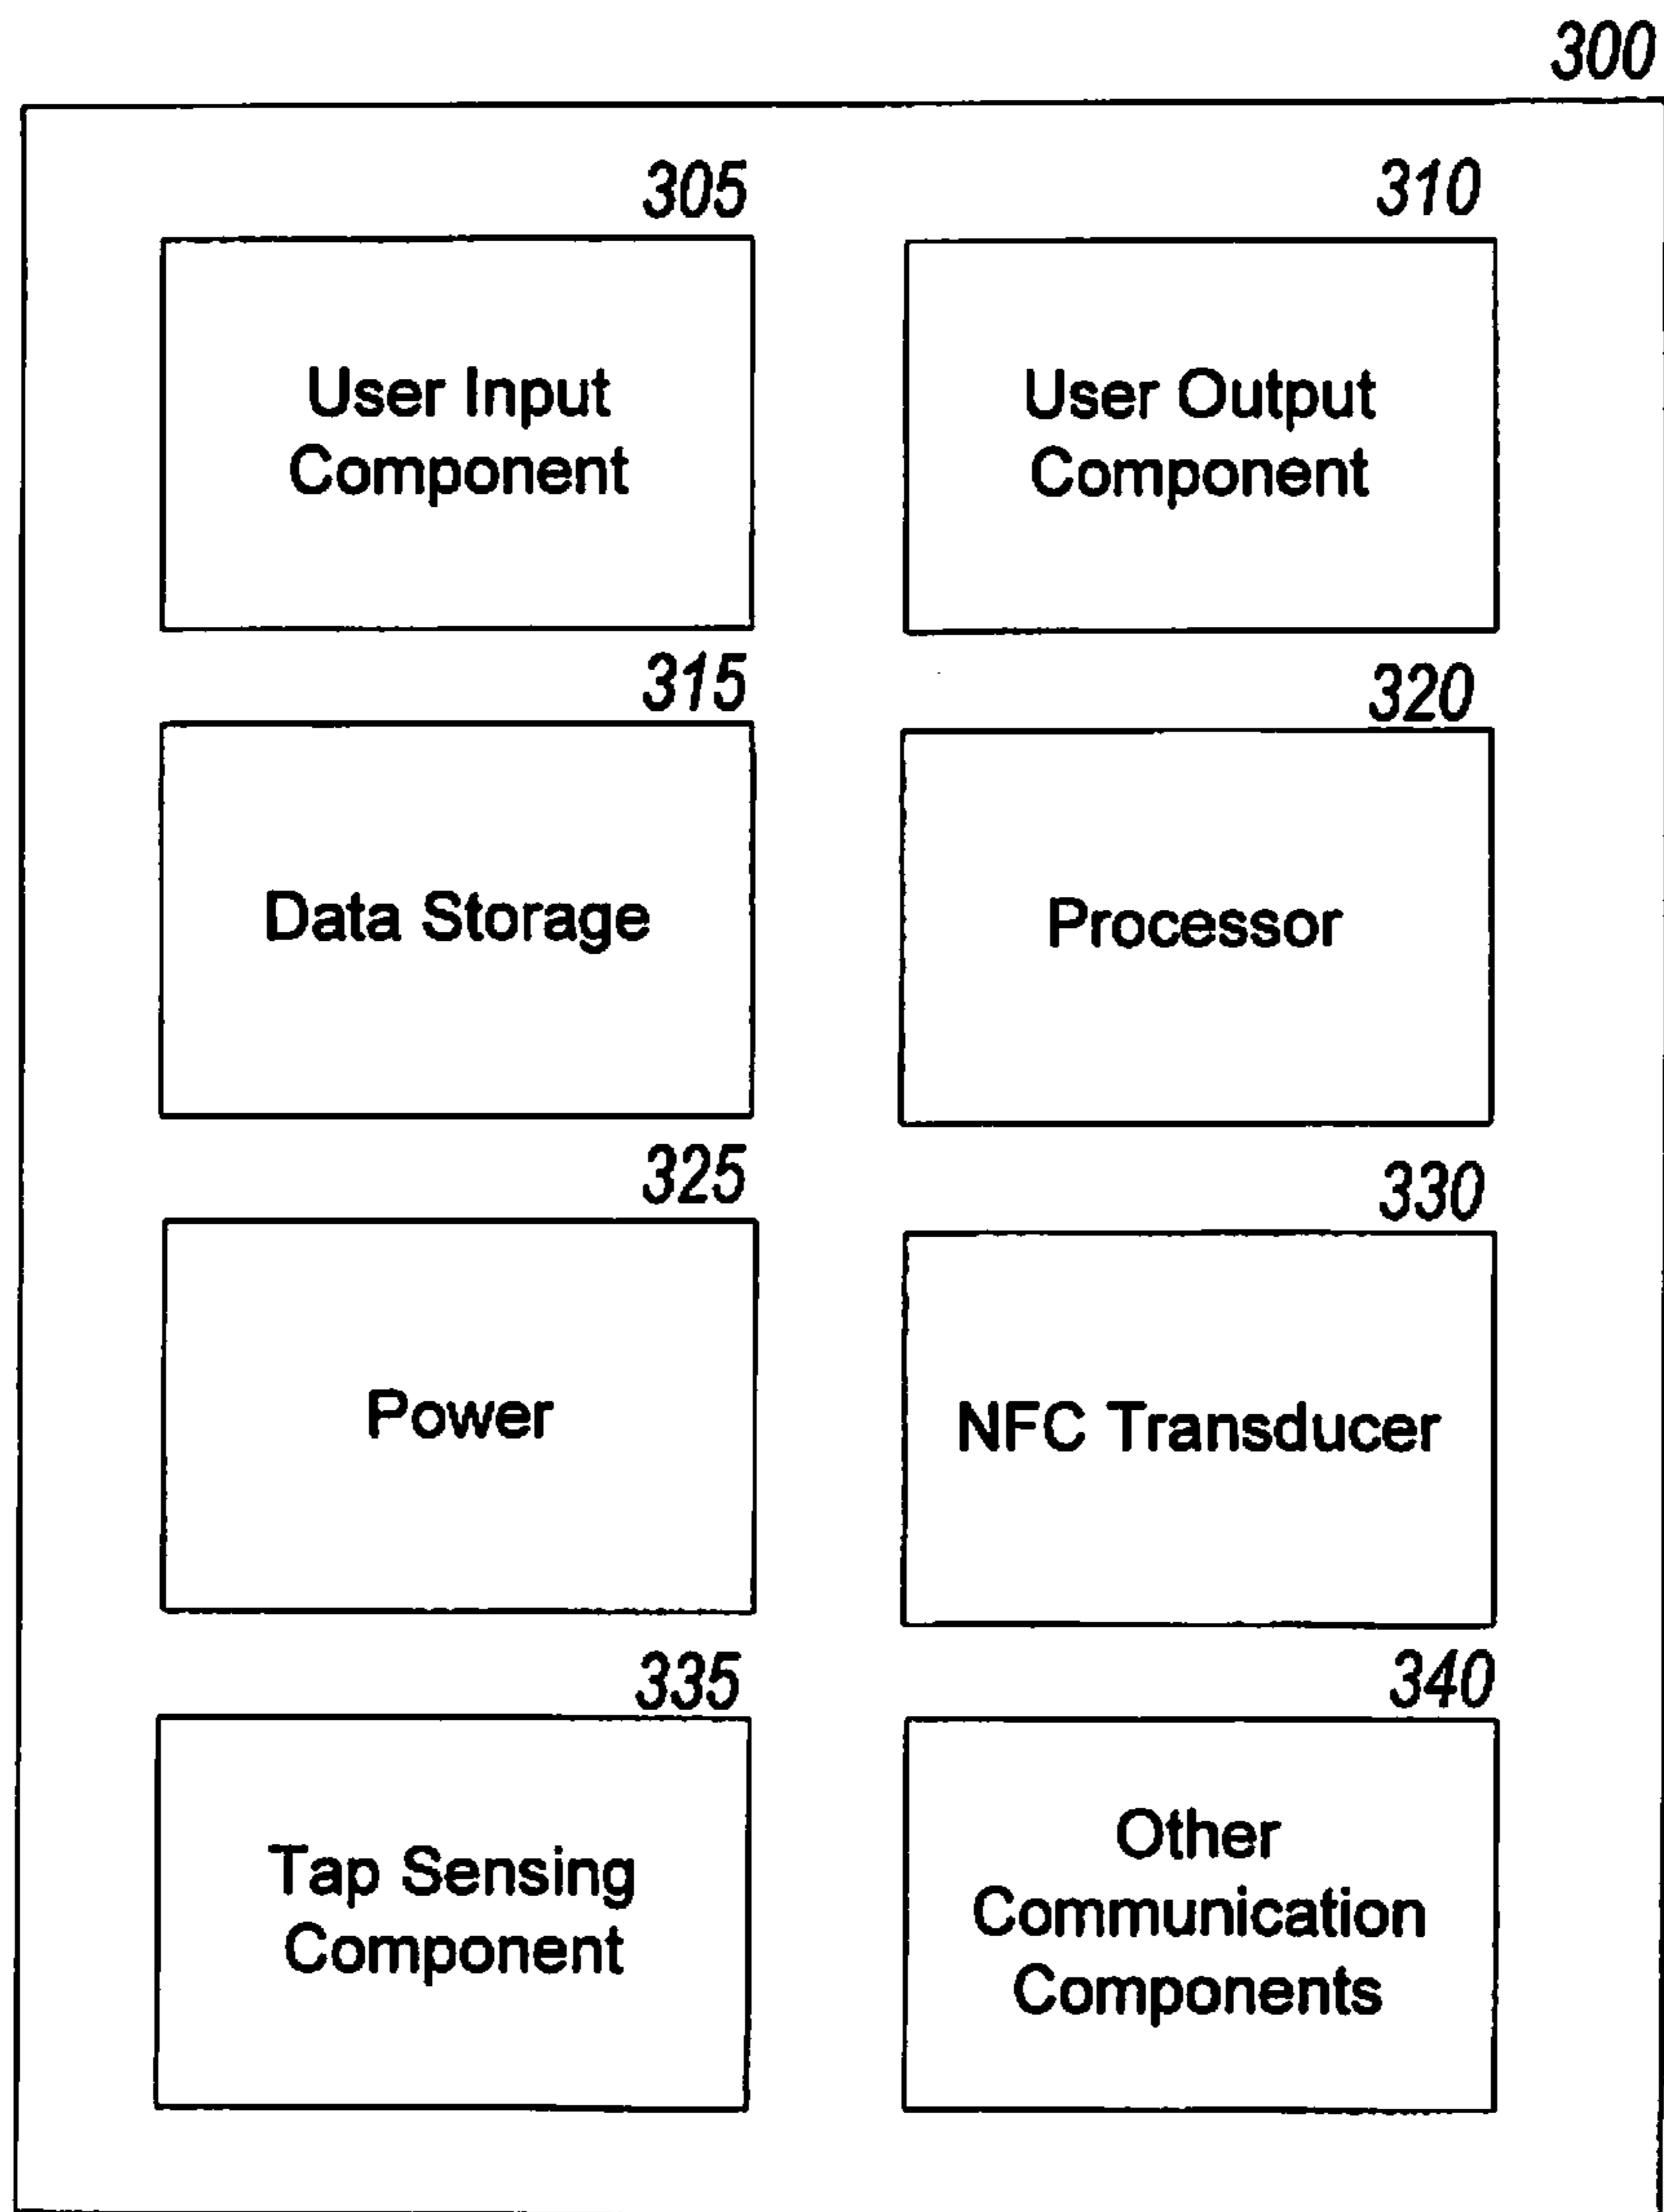 300
305
User Input
Component
310
User Output
Component
315
Data Storage
320
Processor
325
Power
330
NFC Transducer
335
Tap Sensing
Component
340
Other
Communication
Components